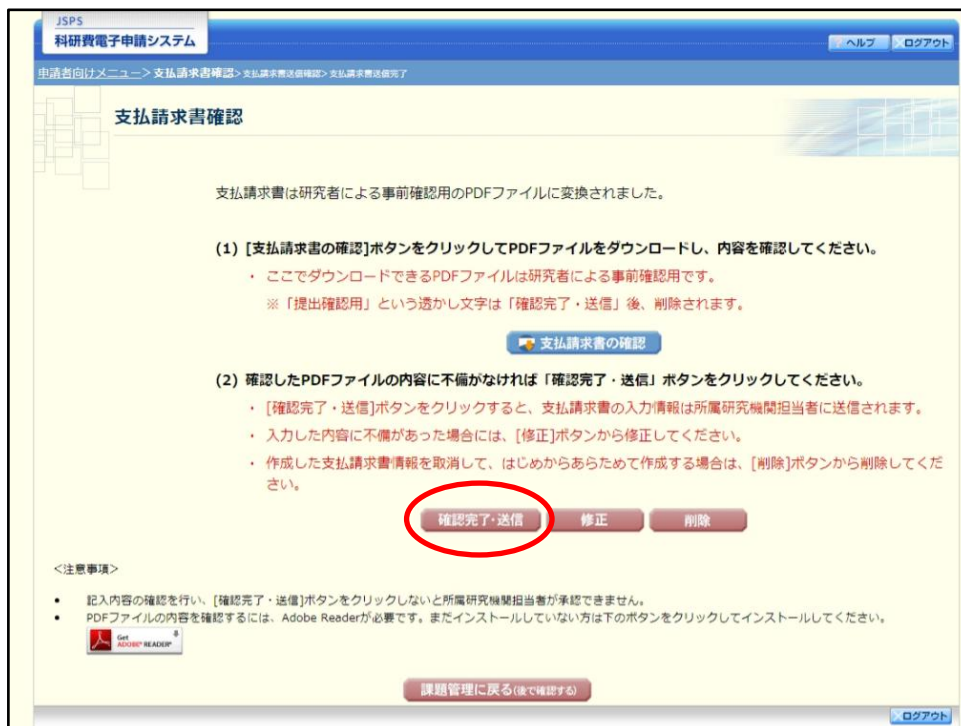 JSPS
科研費電子申請システム
ヘルプ
ログアウト
申請者向けメニュー>支払請求書確認>支払請求書送信確認>支払請求書送信完了
支払請求書確認
支払請求書は研究者による事前確認用のPDFファイルに変換されました。
(1) [支払請求書の確認]ボタンをクリックしてPDFファイルをダウンロードし、内容を確認してください。
・ ここでダウンロードできるPDFファイルは研究者による事前確認用です。
※「提出確認用」という透かし文字は「確認完了・送信」後、削除されます。
支払請求書の確認
(2) 確認したPDFファイルの内容に不備がなければ「確認完了・送信」ボタンをクリックしてください。
・ [確認完了・送信]ボタンをクリックすると、支払請求書の入力情報は所属研究機関担当者に送信されます。
・ 入力した内容に不備があった場合には、[修正]ボタンから修正してください。
・ 作成した支払請求書情報を取消して、はじめからあらためて作成する場合は、[削除]ボタンから削除してくだ
さい。
確認完了・送信
修正
削除
<注意事項>
• 記入内容の確認を行い、[確認完了・送信]ボタンをクリックしないと所属研究機関担当者が承認できません。
• PDFファイルの内容を確認するには、Adobe Readerが必要です。まだインストールしていない方は下のボタンをクリックしてインストールしてください。
Get
ADOBE® READER®
課題管理に戻る(後で確認する)
ログアウト